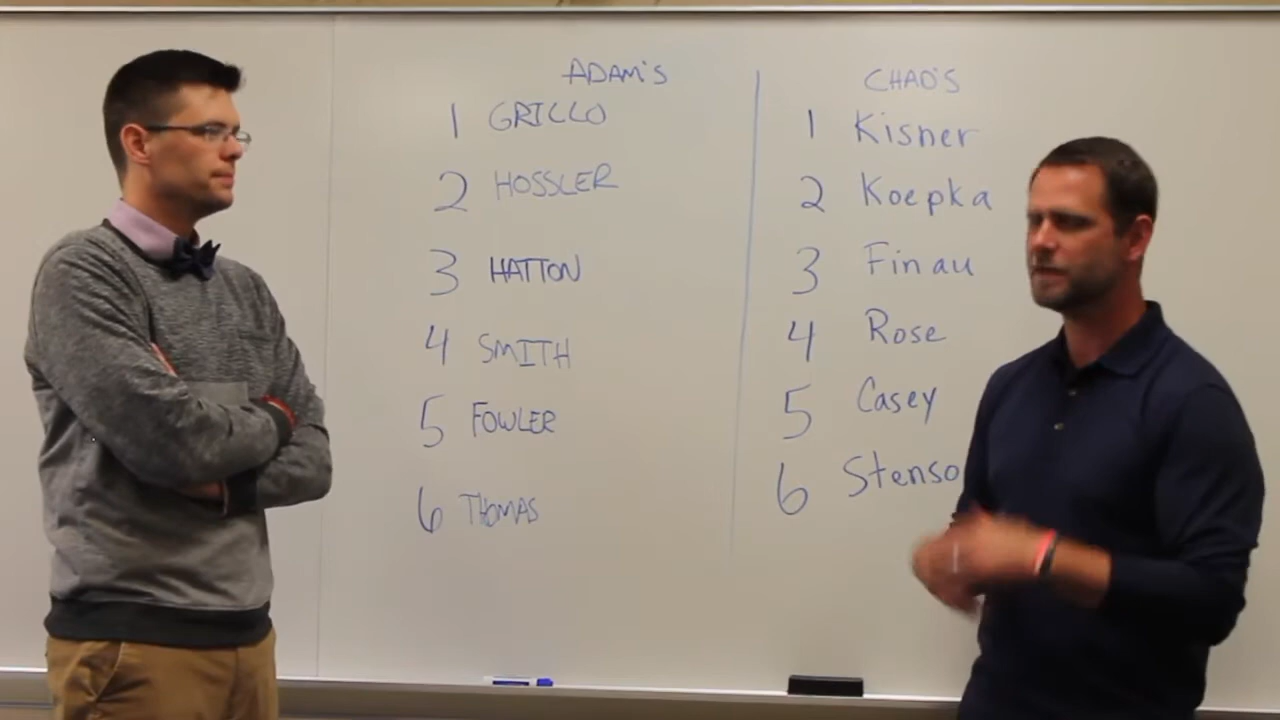 ADAM'S
1 GRILLO
2 HOSSLER
3 HATTON
4 SMITH
5 FOWLER
6 THOMAS
CHAD'S
1 Kisner
2 Koepka
3 Finau
4 Rose
5 Casey
6 Stenso